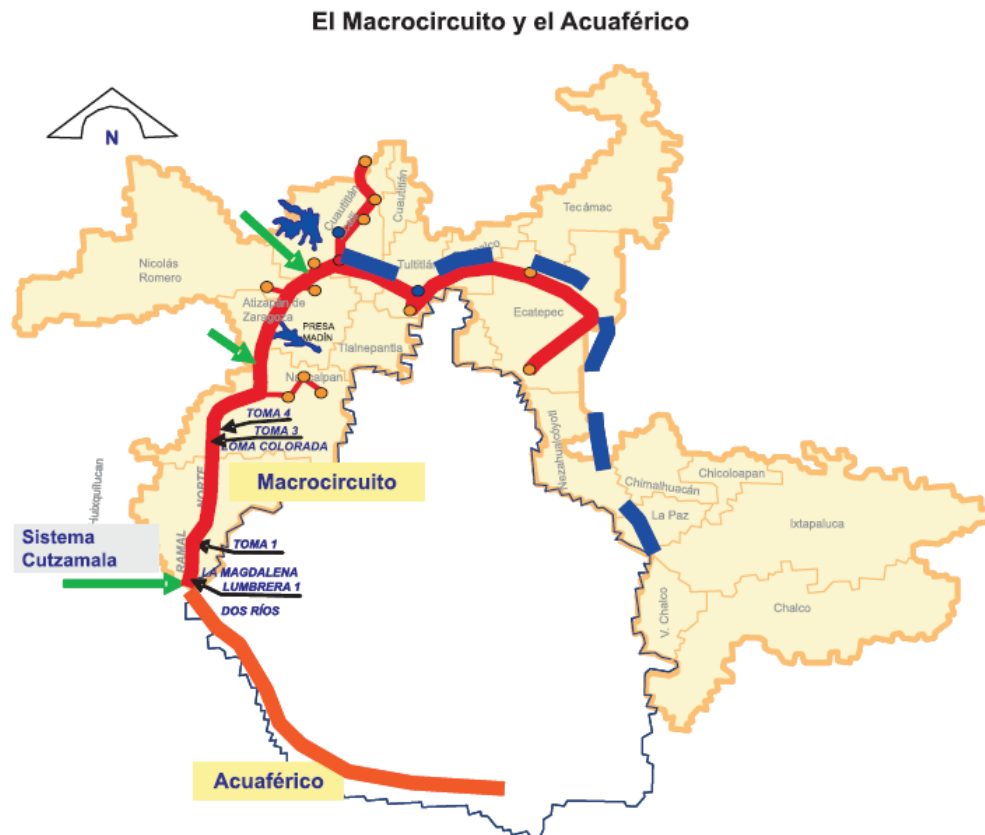 El Macrocircuito y el Acuaférico
N
Tecámac
Cuautitlán
Cuautitlán
Nicolás
Romero
Tultitlán
Ecatepec
Atizapán de
Zaragoza
PRESA
MADÍN
Tlalnepantla
Naucalpan
TOMA 4
TOMA 3
LOMA COLORADA
Macrocircuito
NORTE
RAMAL
Huixquilucan
Nezahualcóyotl
Chicoloapan
Chimalhuacán
La Paz
Ixtapaluca
Sistema
Cutzamala
TOMA 1
LA MAGDALENA
LUMBRERA 1
DOS RÍOS
V. Chalco
Chalco
Acuaférico